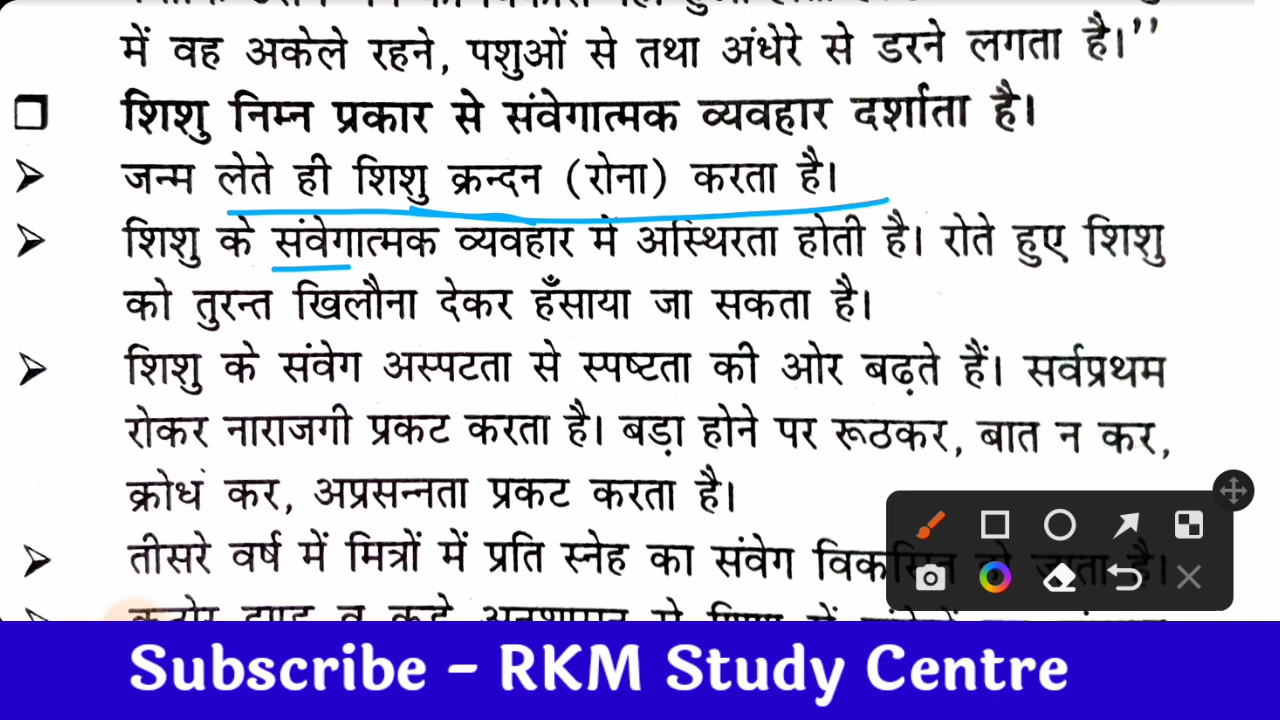 में वह अकेले रहने, पशुओं से तथा अंधेरे से डरने लगता है।”
शिशु निम्न प्रकार से संवेगात्मक व्यवहार दर्शाता है।
जन्म लेते ही शिशु क्रन्दन (रोना) करता है।
शिशु के संवेगात्मक व्यवहार में अस्थिरता होती है। रोते हुए शिशु
को तुरन्त खिलौना देकर हँसाया जा सकता है।
शिशु के संवेग अस्पटता से स्पष्टता की ओर बढ़ते हैं। सर्वप्रथम
रोकर नाराजगी प्रकट करता है। बड़ा होने पर रूठकर, बात न कर,
क्रोध कर, अप्रसन्नता प्रकट करता है।
तीसरे वर्ष में मित्रों में प्रति स्नेह का संवेग विकसित हो जाता है।
Subscribe - RKM Study Centre